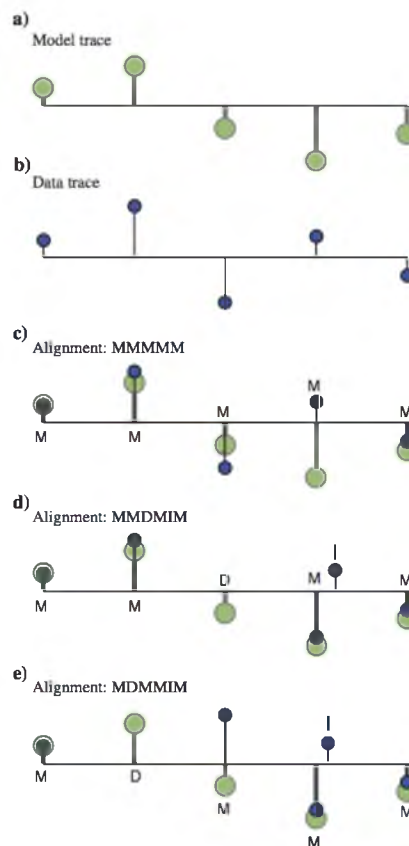 a)
Model trace
b)
Data trace
c)
Alignment: MMMMM
M
M
M
M
M
d)
Alignment: MMDMIM
I
D
M
M
M
M
e)
Alignment: MDMMIM
I
M
D
M
M
M